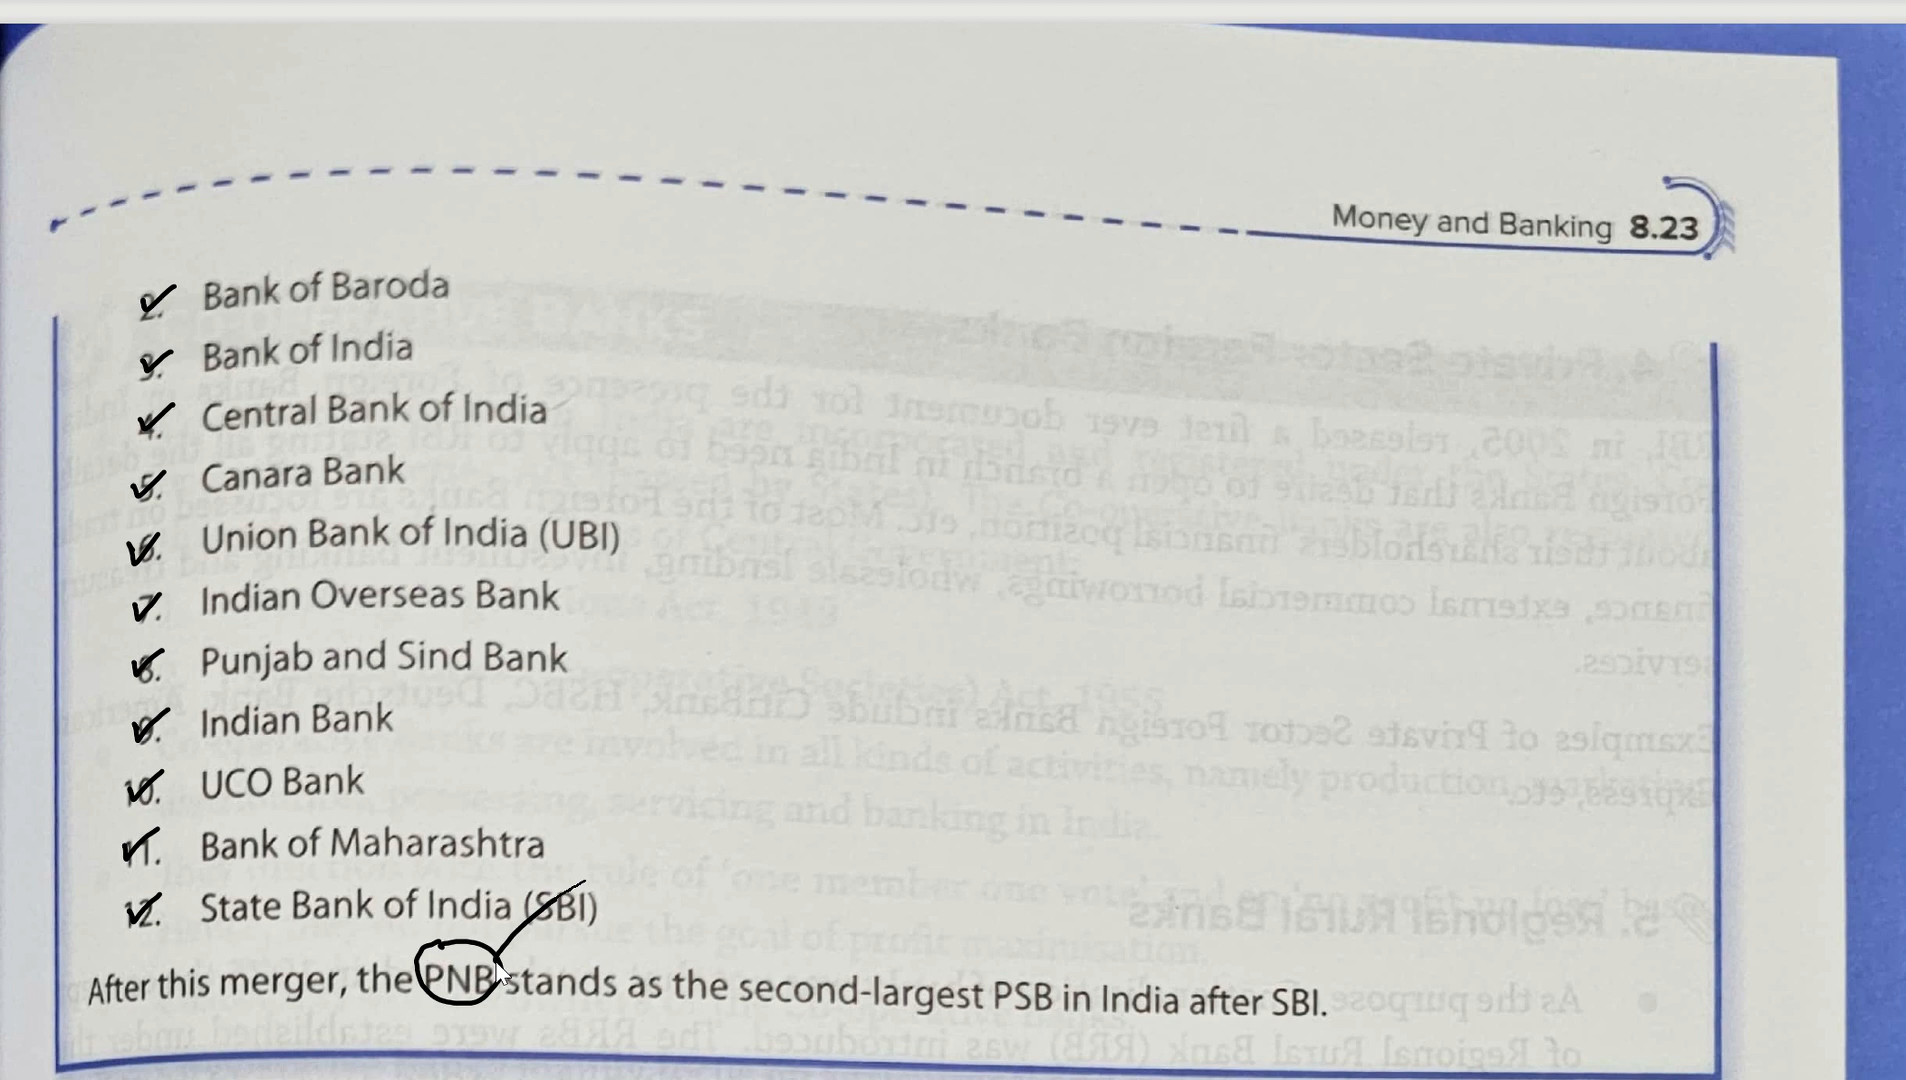 Money and Banking 8.23
2. Bank of Baroda
3. Bank of India
4. Central Bank of India
5. Canara Bank
6. Union Bank of India (UBI)
7. Indian Overseas Bank
8. Punjab and Sind Bank
9. Indian Bank
10. UCO Bank
11. Bank of Maharashtra
12. State Bank of India (SBI)
After this merger, the PNB stands as the second-largest PSB in India after SBI.